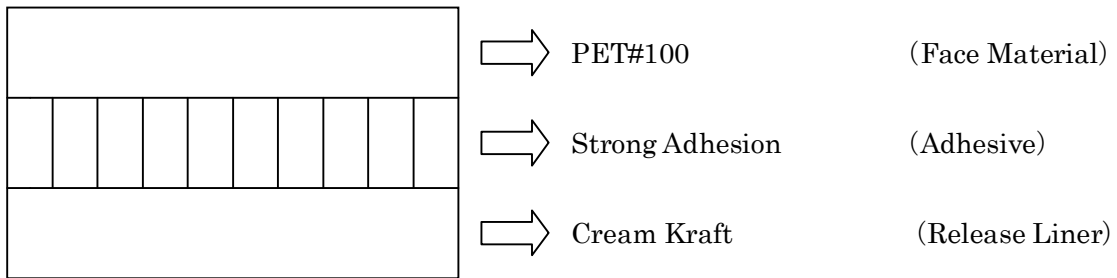 PET#100 （Face Material）
Strong Adhesion （Adhesive）
Cream Kraft （Release Liner）